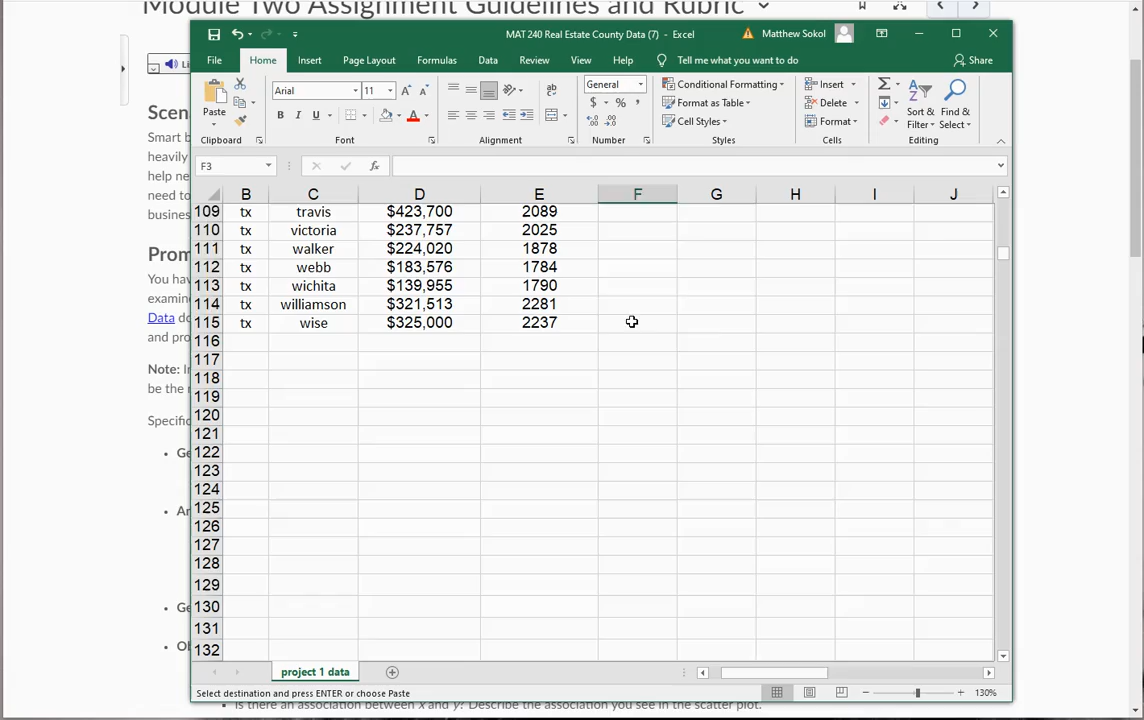 Module Two Assignment Guidelines and Rubric
MAT 240 Real Estate County Data (7) - Excel
Matthew Sokol
File Home Insert Page Layout Formulas Data Review View Help Tell me what you want to do Share
Li
Scen
Smart b
heavily
help ne
need to
busines
Prom
You hav
examine
Data do
and pro
Note: In
be the r
Specific
Ge
An
Ge
Ob
Paste
Clipboard
Arial 11
B I U
A A
A
Font
ab
Alignment
General
$ % ,
Number
Conditional Formatting
Format as Table
Cell Styles
Styles
Insert
Delete
Format
Cells
Sort &
Filter
Find &
Select
Editing
F3 fx
B C D E F G H I J
109 tx travis $423,700 2089
110 tx victoria $237,757 2025
111 tx walker $224,020 1878
112 tx webb $183,576 1784
113 tx wichita $139,955 1790
114 tx williamson $321,513 2281
115 tx wise $325,000 2237
116
117
118
119
120
121
122
123
124
125
126
127
128
129
130
131
132
project 1 data
Select destination and press ENTER or choose Paste
130%
Is there an association between x and y? Describe the association you see in the scatter plot.